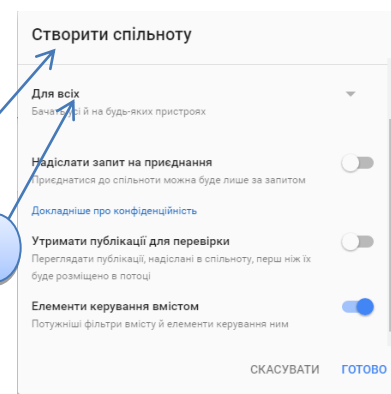 Створити спільноту
Для всіх
Бачать усі й на будь-яких пристроях
Надіслати запит на приєднання
Приєднатися до спільноти можна буде лише за запитом
Докладніше про конфіденційність
Утримати публікації для перевірки
Переглядати публікації, надіслані в спільноту, перш ніж їх
буде розміщено в потоці
Елементи керування вмістом
Потужніші фільтри вмісту й елементи керування ним
СКАСУВАТИ ГОТОВО